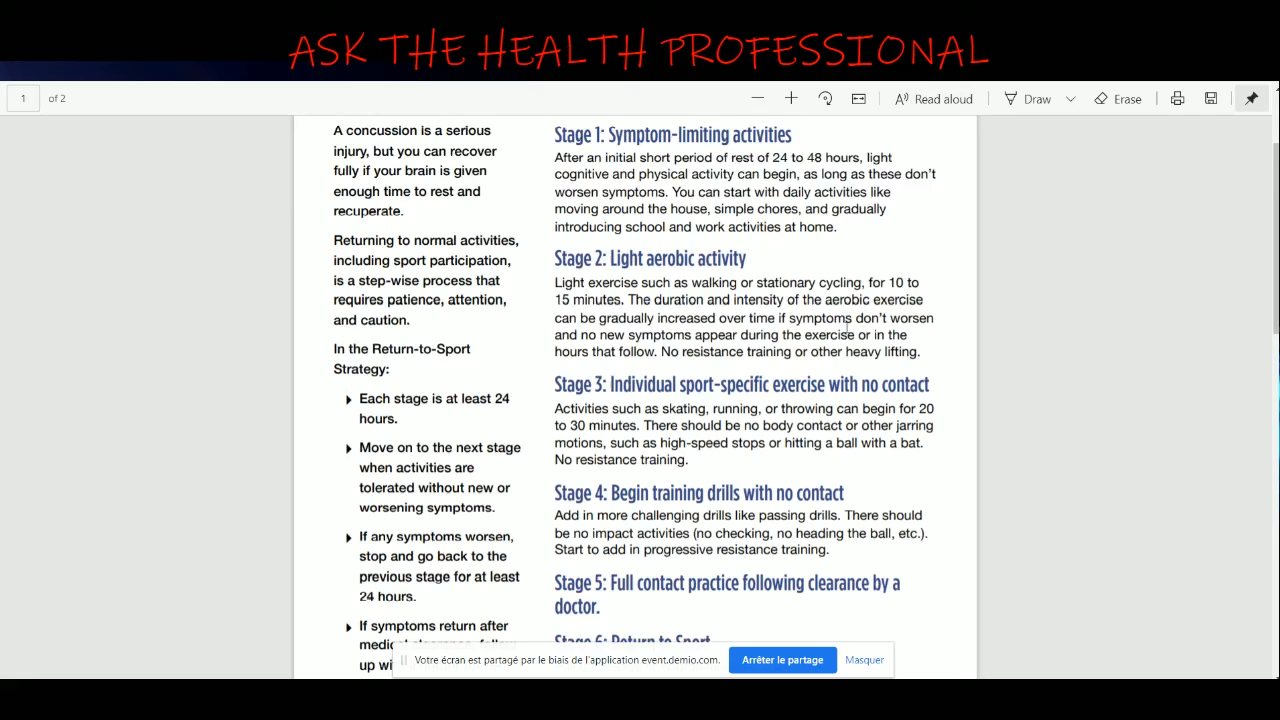 ASK THE HEALTH PROFESSIONAL
1 of 2
Read aloud
Draw
Erase
A concussion is a serious
injury, but you can recover
fully if your brain is given
enough time to rest and
recuperate.
Returning to normal activities,
including sport participation,
is a step-wise process that
requires patience, attention,
and caution.
In the Return-to-Sport
Strategy:
Each stage is at least 24
hours.
Move on to the next stage
when activities are
tolerated without new or
worsening symptoms.
If any symptoms worsen,
stop and go back to the
previous stage for at least
24 hours.
If symptoms return after
Stage 1: Symptom-limiting activities
After an initial short period of rest of 24 to 48 hours, light
cognitive and physical activity can begin, as long as these don't
worsen symptoms. You can start with daily activities like
moving around the house, simple chores, and gradually
introducing school and work activities at home.
Stage 2: Light aerobic activity
Light exercise such as walking or stationary cycling, for 10 to
15 minutes. The duration and intensity of the aerobic exercise
can be gradually increased over time if symptoms don't worsen
and no new symptoms appear during the exercise or in the
hours that follow. No resistance training or other heavy lifting.
Stage 3: Individual sport-specific exercise with no contact
Activities such as skating, running, or throwing can begin for 20
to 30 minutes. There should be no body contact or other jarring
motions, such as high-speed stops or hitting a ball with a bat.
No resistance training.
Stage 4: Begin training drills with no contact
Add in more challenging drills like passing drills. There should
be no impact activities (no checking, no heading the ball, etc.).
Start to add in progressive resistance training.
Stage 5: Full contact practice following clearance by a
doctor.
Stage 6: Return to Sport
Votre écran est partagé par le biais de l'application event.demio.com.
Arrêter le partage
Masquer